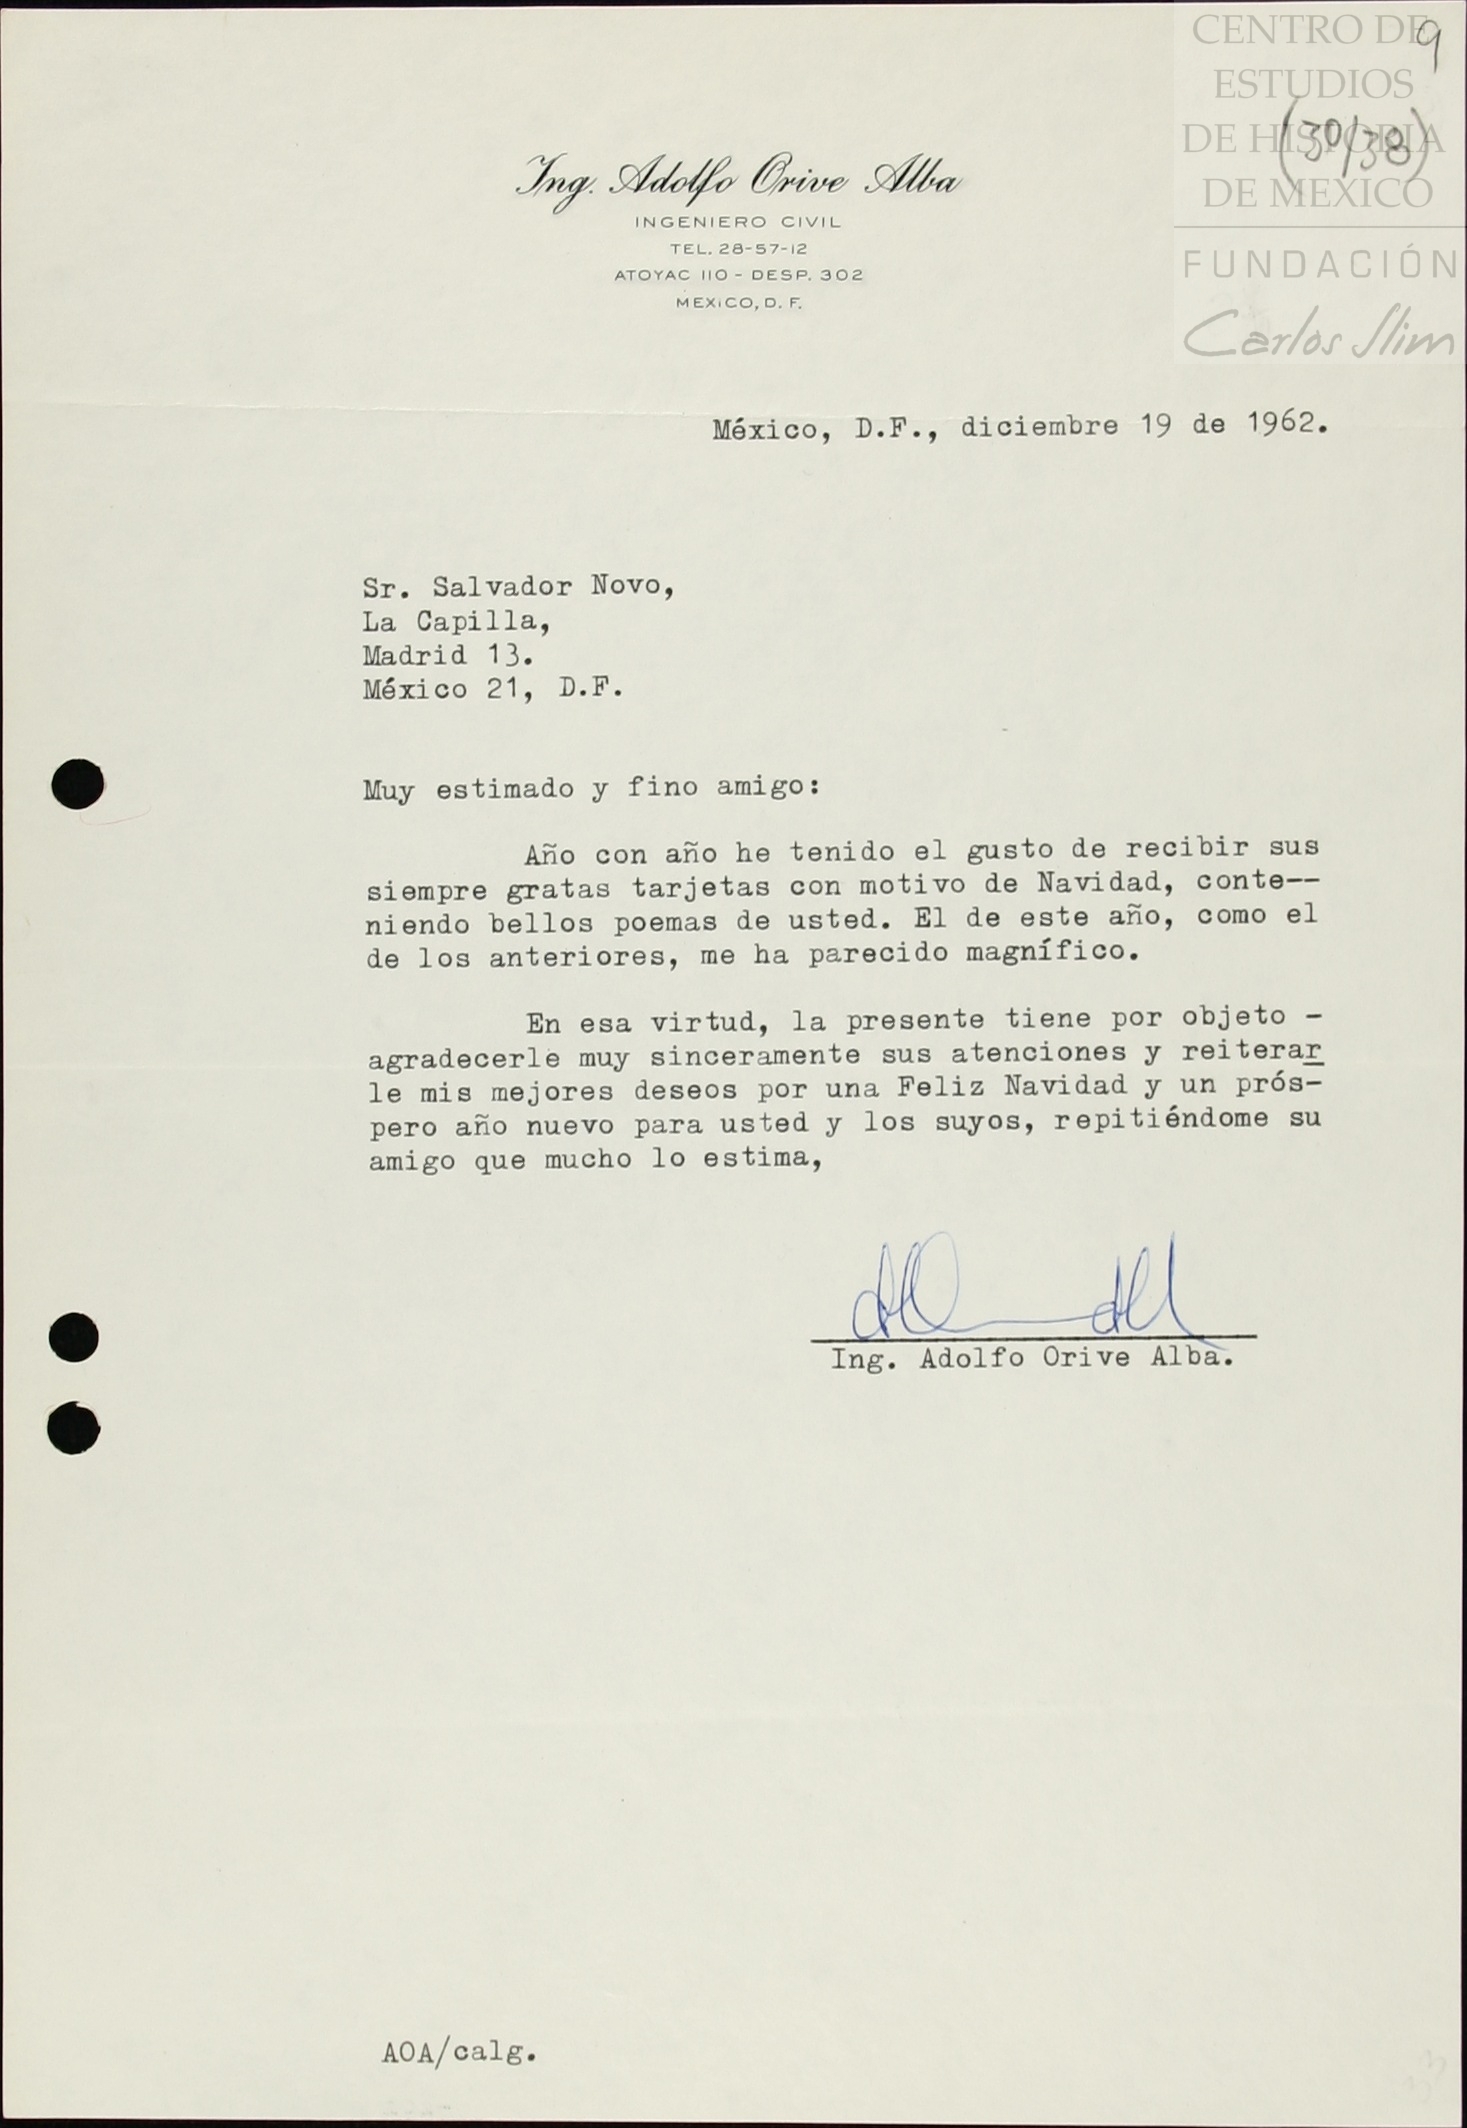 CENTRO DE
ESTUDIOS
DE HISTORIA
DE MEXICO
FUNDACIÓN
Carlos Slim
9
(30/38)
Ing. Adolfo Orive Alba
INGENIERO CIVIL
TEL. 28-57-12
ATOYAC 110 - DESP. 302
MEXICO, D. F.
México, D.F., diciembre 19 de 1962.
Sr. Salvador Novo,
La Capilla,
Madrid 13.
México 21, D.F.
Muy estimado y fino amigo:
Año con año he tenido el gusto de recibir sus
siempre gratas tarjetas con motivo de Navidad, conte--
niendo bellos poemas de usted. El de este año, como el
de los anteriores, me ha parecido magnífico.
En esa virtud, la presente tiene por objeto -
agradecerle muy sinceramente sus atenciones y reiterar
le mis mejores deseos por una Feliz Navidad y un prós-
pero año nuevo para usted y los suyos, repitiéndome su
amigo que mucho lo estima,
Ing. Adolfo Orive Alba.
AOA/calg.